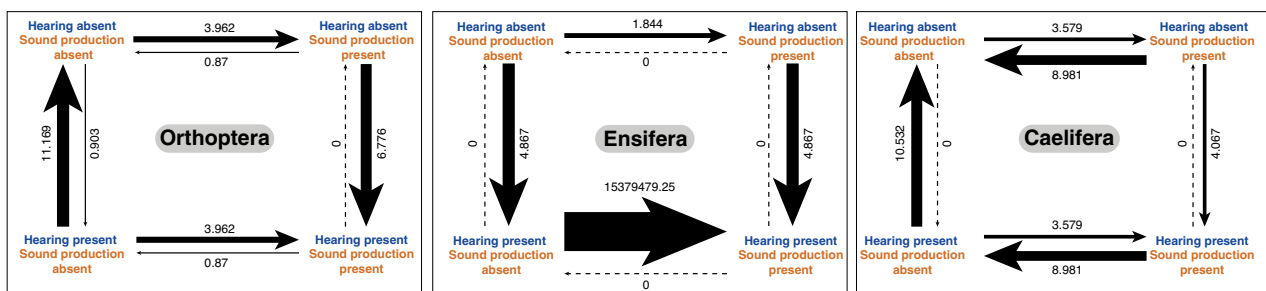 Hearing absent
Sound production
absent
3.962
0.87
Hearing absent
Sound production
present
11.169
0.903
Orthoptera
0
6.776
Hearing present
Sound production
absent
3.962
0.87
Hearing present
Sound production
present
Hearing absent
Sound production
absent
1.844
0
Hearing absent
Sound production
present
0
4.867
Ensifera
0
4.867
15379479.25
Hearing present
Sound production
absent
0
Hearing present
Sound production
present
Hearing absent
Sound production
absent
3.579
8.981
Hearing absent
Sound production
present
10.532
0
Caelifera
0
4.067
Hearing present
Sound production
absent
3.579
8.981
Hearing present
Sound production
present